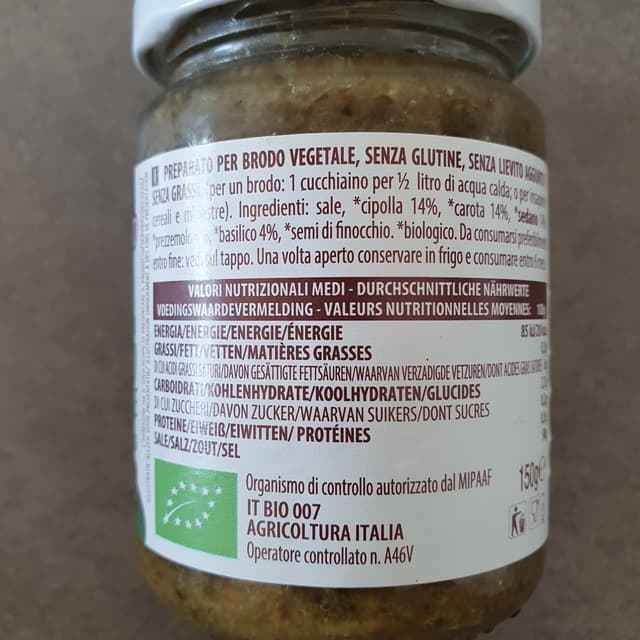 PREPARATO PER BRODO VEGETALE, SENZA GLUTINE, SENZA LIEVITO
SENZA GRASSI per un brodo: 1 cucchiaino per ½ litro di acqua calda; o per
cereali e minestre). Ingredienti: sale, *cipolla 14%, *carota 14%, *sedano
*prezzemolo *basilico 4%, *semi di finocchio. *biologico. Da consumarsi preferibilmente
entro fine: vedi sul tappo. Una volta aperto conservare in frigo e consumare entro
VALORI NUTRIZIONALI MEDI - DURCHSCHNITTLICHE NÄHRWERTE
VOEDINGSWAARDEVERMELDING - VALEURS NUTRITIONNELLES MOYENNES:
ENERGIA/ENERGIE/ENERGIE/ÉNERGIE 85
GRASSI/FETT/VETTEN/MATIÈRES GRASSES
DI CUI ACIDI GRASSI SATURI/DAVON GESÄTTIGTE FETTSÄUREN/WAARVAN VERZADIGDE VETZUREN/DONT ACIDES GRAS
CARBOIDRATI/KOHLENHYDRATE/KOOLHYDRATEN/GLUCIDES
DI CUI ZUCCHERI/DAVON ZUCKER/WAARVAN SUIKERS/DONT SUCRES
PROTEINE/EIWEIß/EIWITTEN/ PROTÉINES
SALE/SALZ/ZOUT/SEL
Organismo di controllo autorizzato dal MIPAAF
150g
IT BIO 007
AGRICOLTURA ITALIA
Operatore controllato n. A46V